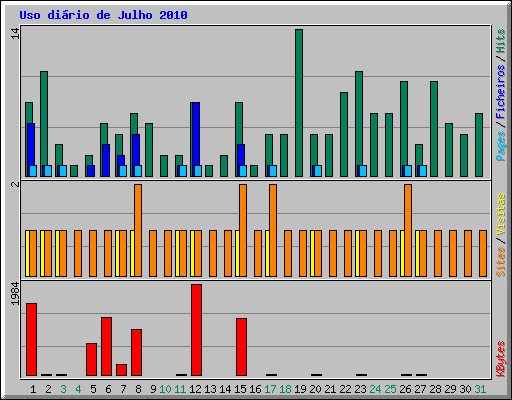 Uso diário de Julho 2010
14
Pages / Ficheiros / Hits
2
Sites / Visitas
1984
KBytes
1 2 3 4 5 6 7 8 9 10 11 12 13 14 15 16 17 18 19 20 21 22 23 24 25 26 27 28 29 30 31